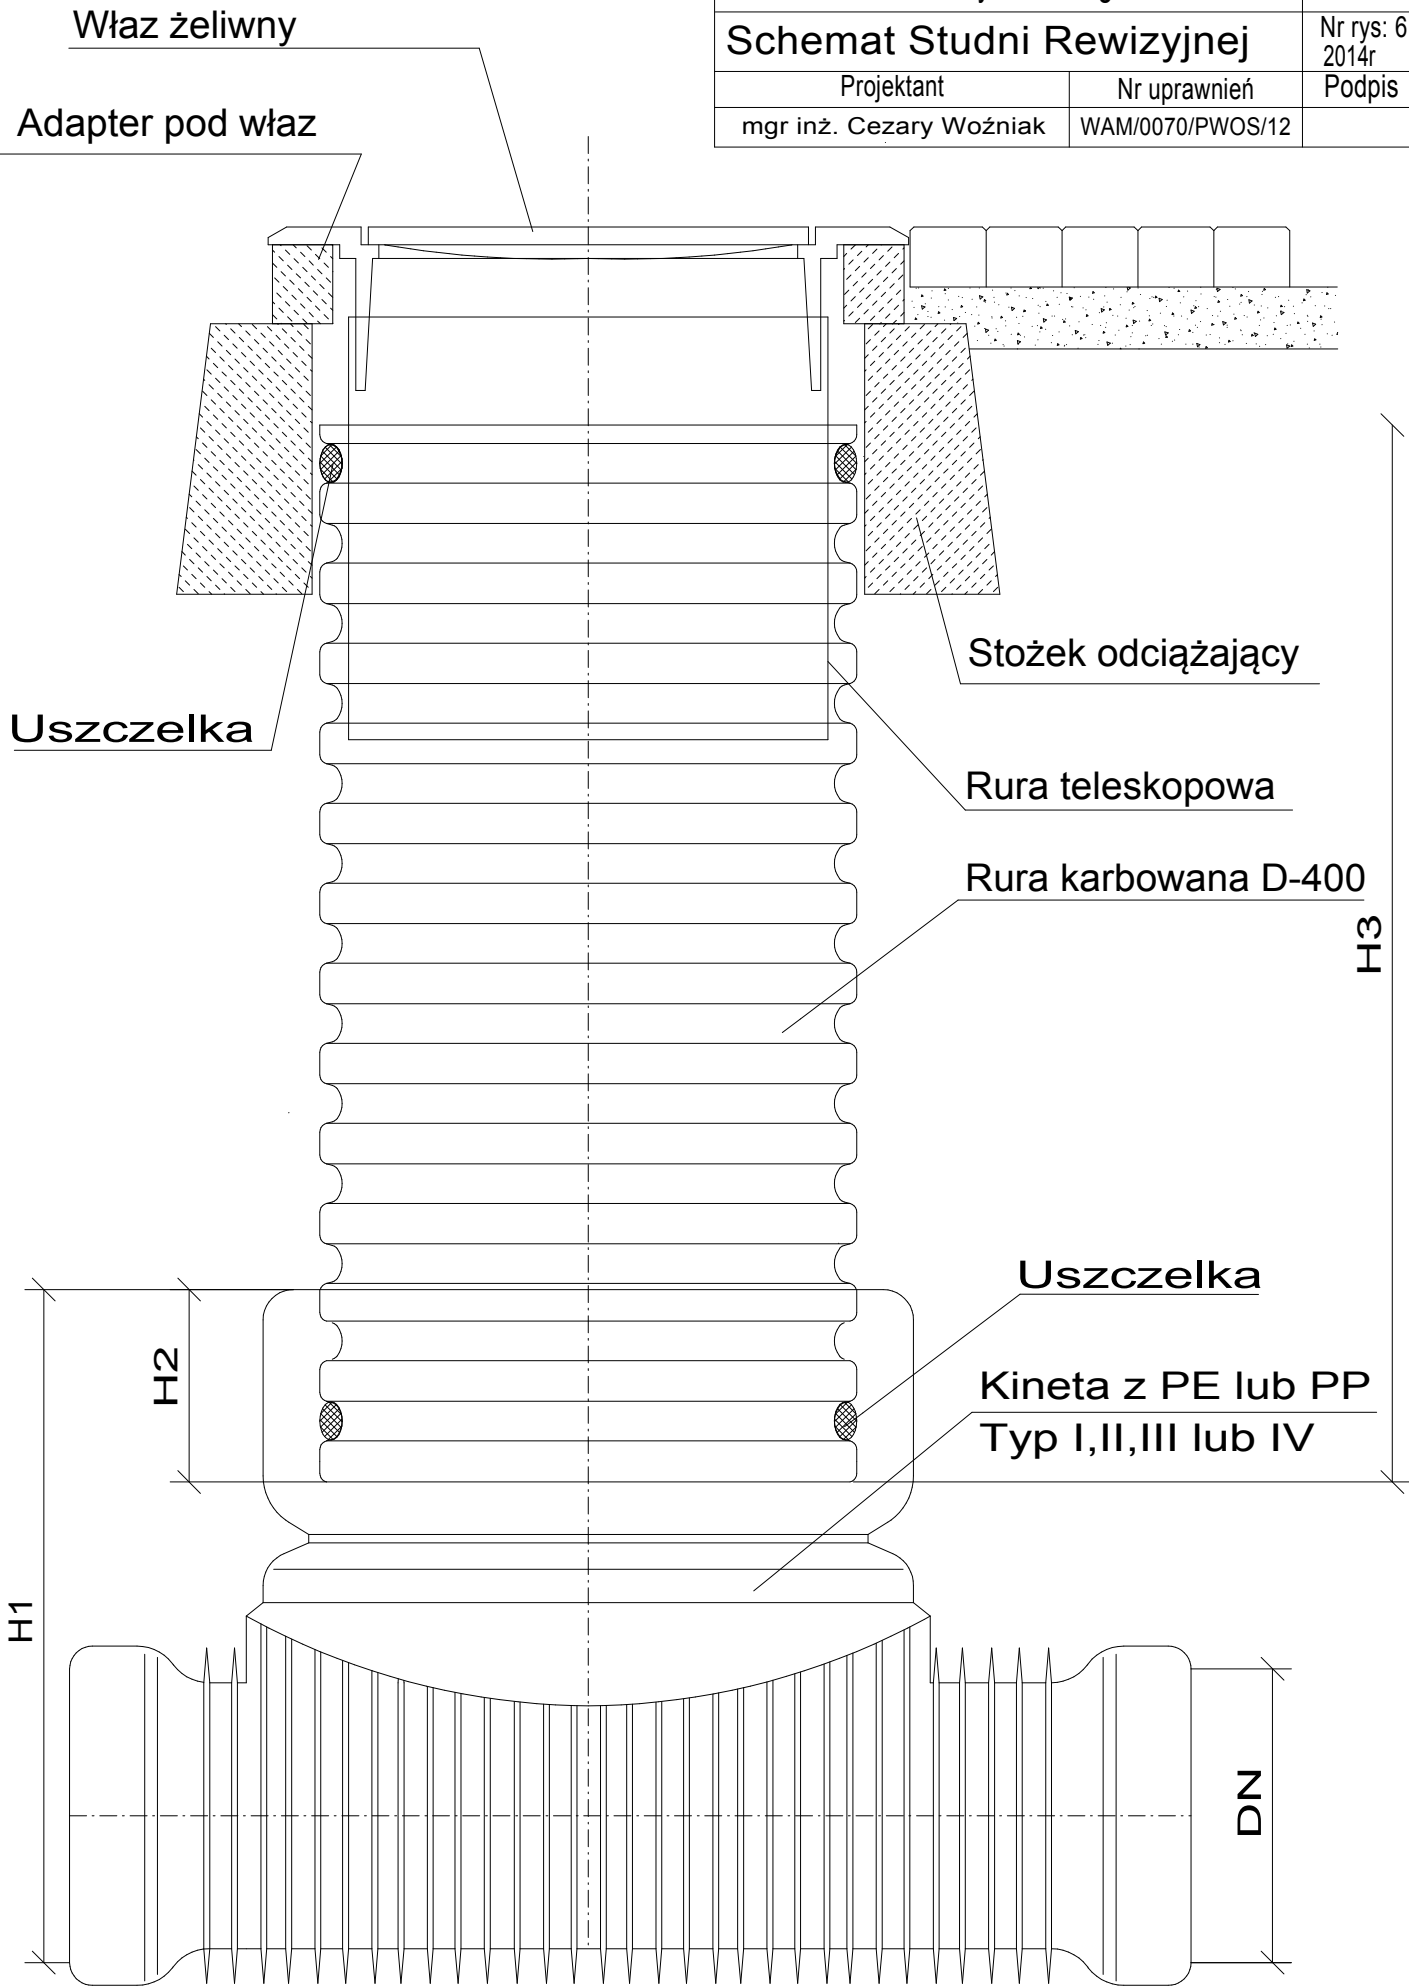 Schemat Studni Rewizyjnej
Nr rys: 6
2014r
Projektant
Nr uprawnień
Podpis
mgr inż. Cezary Woźniak
WAM/0070/PWOS/12
Właz żeliwny
Adapter pod właz
Stożek odciążający
Uszczelka
Rura teleskopowa
Rura karbowana D-400
H3
Uszczelka
H2
Kineta z PE lub PP
Typ I,II,III lub IV
H1
DN